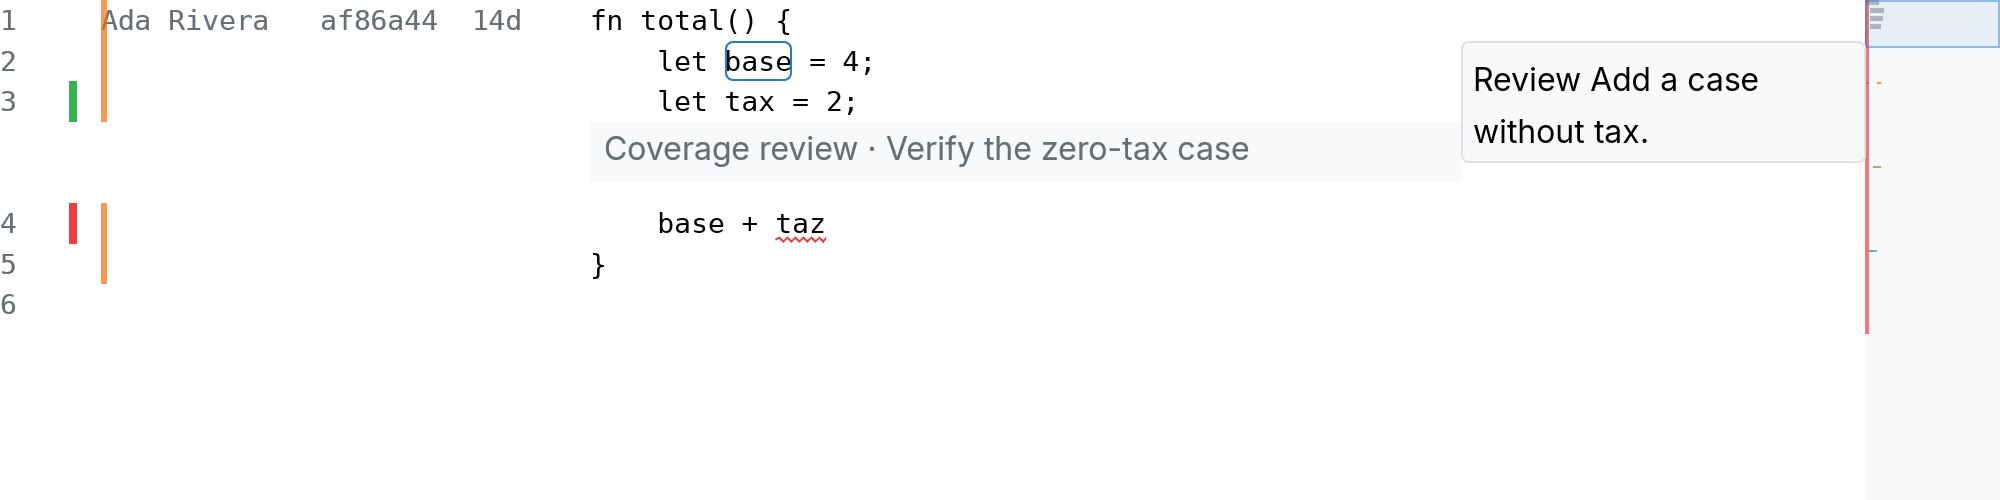 1 Ada Rivera af86a44 14d fn total() {
2 let base = 4;
3 let tax = 2;
Review Add a case
without tax.
Coverage review · Verify the zero-tax case
4 base + taz
5 }
6